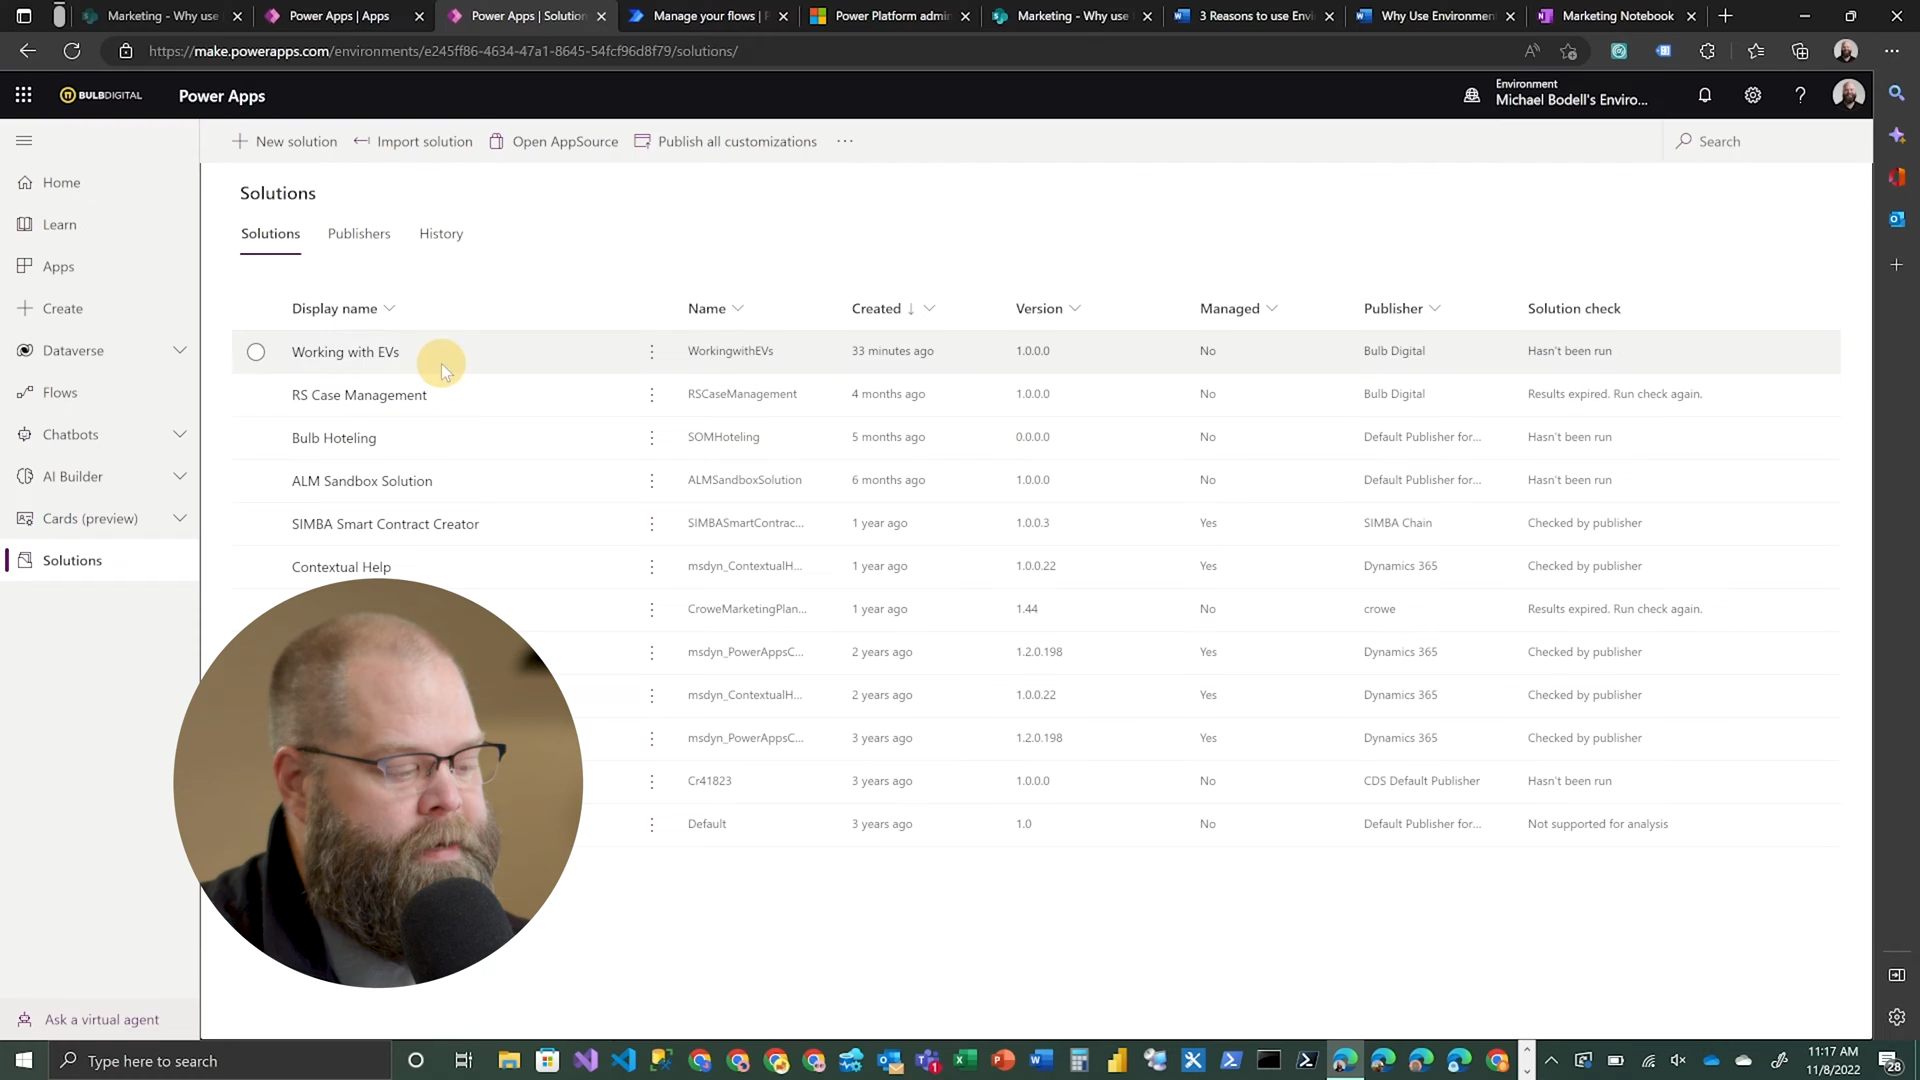 Marketing - Why use
Power Apps | Apps
Power Apps | Solution
Manage your flows | P
Power Platform admin
Marketing - Why use
3 Reasons to use Envi
Why Use Environmen
Marketing Notebook
https://make.powerapps.com/environments/e245ff86-4634-47a1-8645-54fcf96d8f79/solutions/
BULBDIGITAL
Power Apps
Environment
Michael Bodell's Enviro...
New solution
Import solution
Open AppSource
Publish all customizations
Search
Home
Learn
Apps
Create
Dataverse
Flows
Chatbots
AI Builder
Cards (preview)
Solutions
Ask a virtual agent
Solutions
Solutions Publishers History
Display name Name Created ↓ Version Managed Publisher Solution check
Working with EVs WorkingwithEVs 33 minutes ago 1.0.0.0 No Bulb Digital Hasn't been run
RS Case Management RSCaseManagement 4 months ago 1.0.0.0 No Bulb Digital Results expired. Run check again.
Bulb Hoteling SOMHoteling 5 months ago 0.0.0.0 No Default Publisher for... Hasn't been run
ALM Sandbox Solution ALMSandboxSolution 6 months ago 1.0.0.0 No Default Publisher for... Hasn't been run
SIMBA Smart Contract Creator SIMBASmartContrac... 1 year ago 1.0.0.3 Yes SIMBA Chain Checked by publisher
Contextual Help msdyn_ContextualH... 1 year ago 1.0.0.22 Yes Dynamics 365 Checked by publisher
CroweMarketingPlan... 1 year ago 1.44 No crowe Results expired. Run check again.
msdyn_PowerAppsC... 2 years ago 1.2.0.198 Yes Dynamics 365 Checked by publisher
msdyn_ContextualH... 2 years ago 1.0.0.22 Yes Dynamics 365 Checked by publisher
msdyn_PowerAppsC... 3 years ago 1.2.0.198 Yes Dynamics 365 Checked by publisher
Cr41823 3 years ago 1.0.0.0 No CDS Default Publisher Hasn't been run
Default 3 years ago 1.0 No Default Publisher for... Not supported for analysis
Type here to search
11:17 AM
11/8/2022
28